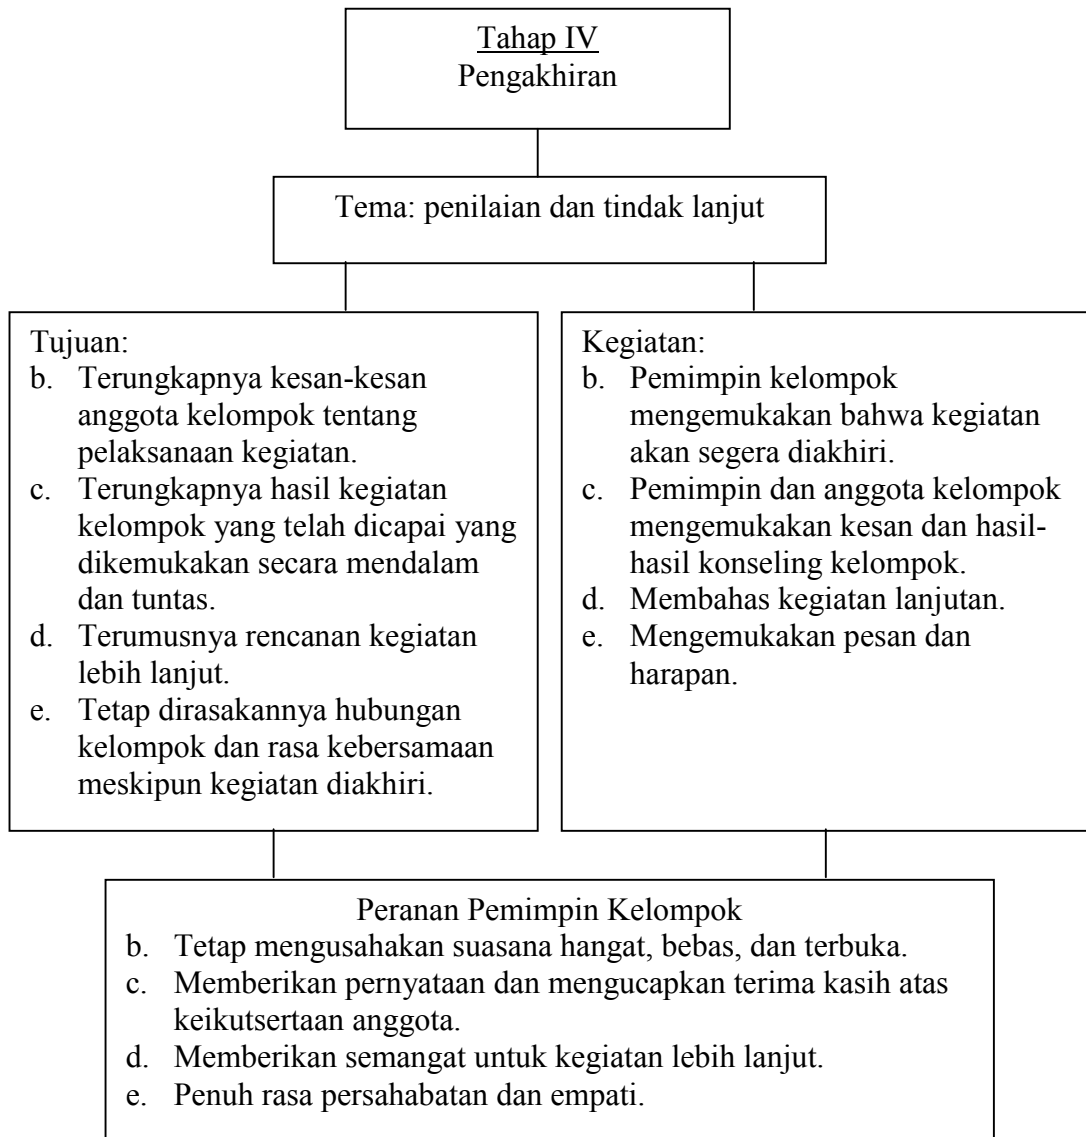 Tahap IV
Pengakhiran
Tema: penilaian dan tindak lanjut
Tujuan:
b. Terungkapnya kesan-kesan
anggota kelompok tentang
pelaksanaan kegiatan.
c. Terungkapnya hasil kegiatan
kelompok yang telah dicapai yang
dikemukakan secara mendalam
dan tuntas.
d. Terumusnya rencanan kegiatan
lebih lanjut.
e. Tetap dirasakannya hubungan
kelompok dan rasa kebersamaan
meskipun kegiatan diakhiri.
Kegiatan:
b. Pemimpin kelompok
mengemukakan bahwa kegiatan
akan segera diakhiri.
c. Pemimpin dan anggota kelompok
mengemukakan kesan dan hasil-
hasil konseling kelompok.
d. Membahas kegiatan lanjutan.
e. Mengemukakan pesan dan
harapan.
Peranan Pemimpin Kelompok
b. Tetap mengusahakan suasana hangat, bebas, dan terbuka.
c. Memberikan pernyataan dan mengucapkan terima kasih atas
keikutsertaan anggota.
d. Memberikan semangat untuk kegiatan lebih lanjut.
e. Penuh rasa persahabatan dan empati.